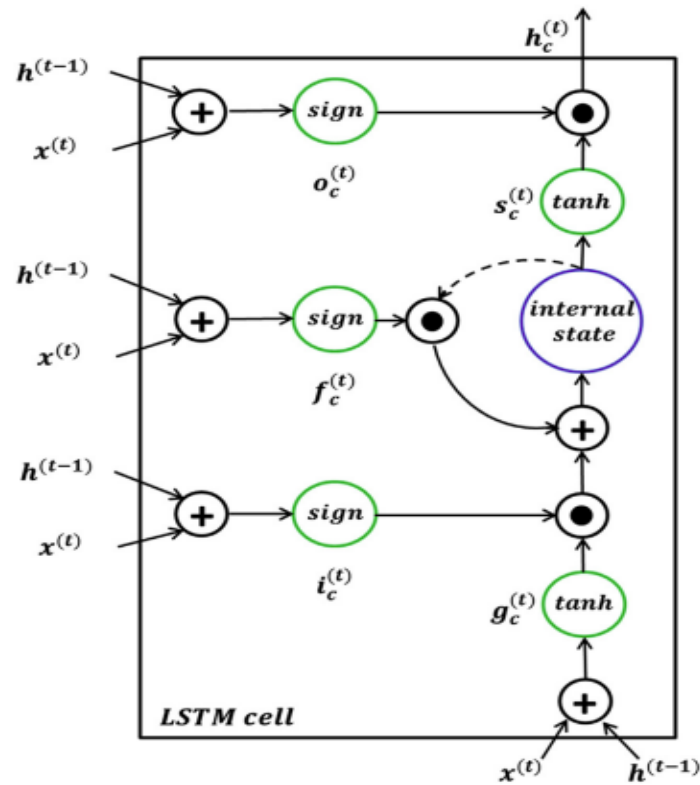 h_c^{(t)}
h^{(t-1)}
+
sign
x^{(t)}
o_c^{(t)}
s_c^{(t)}
tanh
h^{(t-1)}
+
sign
internal
state
x^{(t)}
f_c^{(t)}
+
h^{(t-1)}
+
sign
x^{(t)}
i_c^{(t)}
g_c^{(t)}
tanh
+
LSTM cell
x^{(t)}
h^{(t-1)}